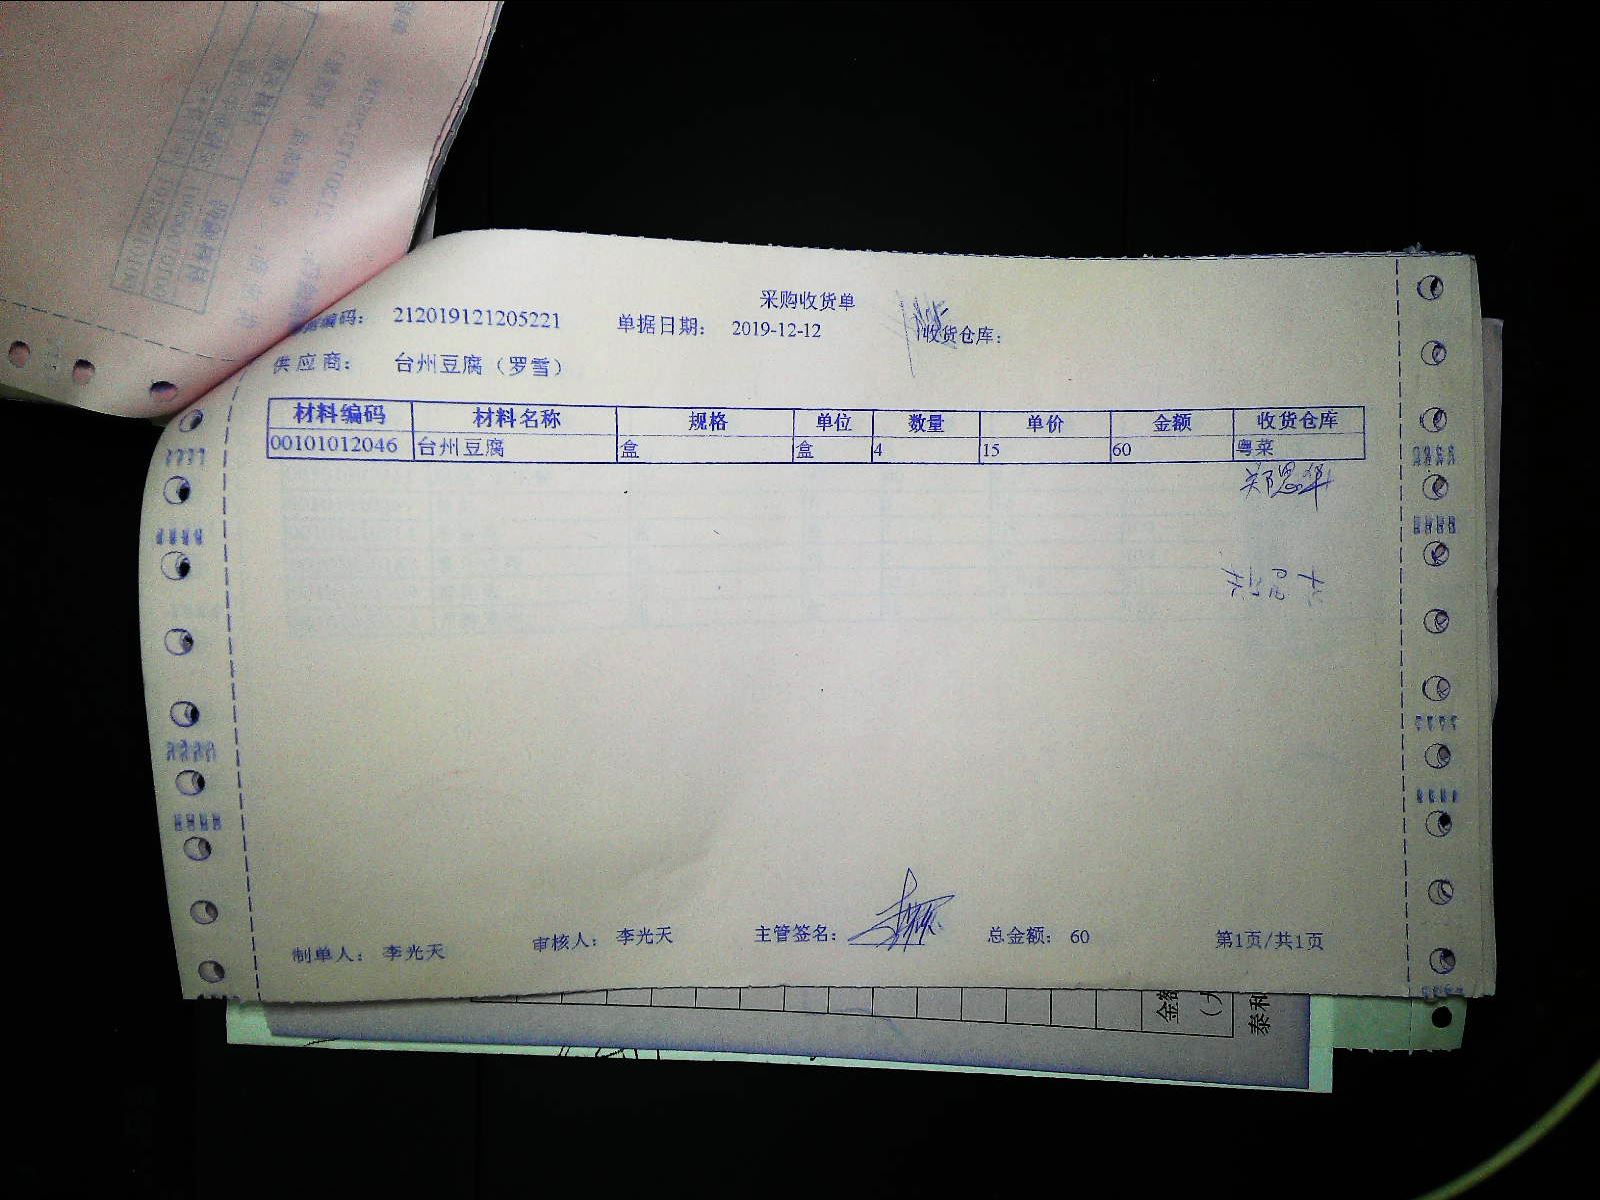 采购收货单
编码： 212019121205221 单据日期： 2019-12-12 收货仓库：
供应商： 台州豆腐（罗雪）
材料编码 材料名称 规格 单位 数量 单价 金额 收货仓库
00101012046 台州豆腐 盒 盒 4 15 60 粤菜
郑恩华
制单人： 李光天 审核人： 李光天 主管签名： 总金额： 60 第1页/共1页